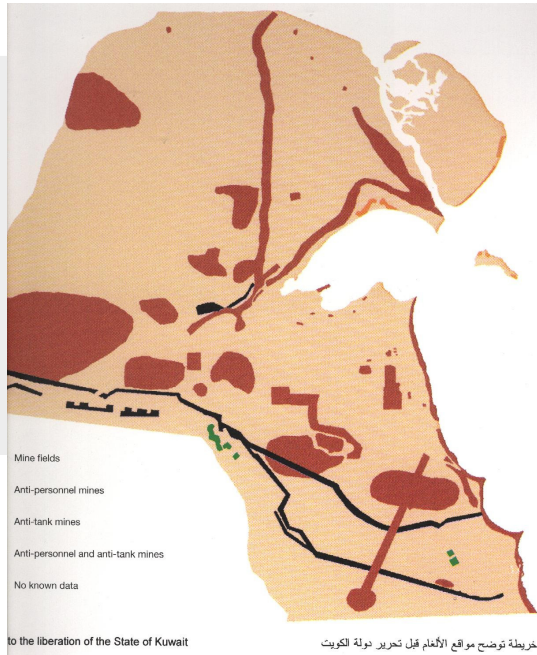 Mine fields
Anti-personnel mines
Anti-tank mines
Anti-personnel and anti-tank mines
No known data
to the liberation of the State of Kuwait
خريطة توضح مواقع الألغام قبل تحرير دولة الكويت